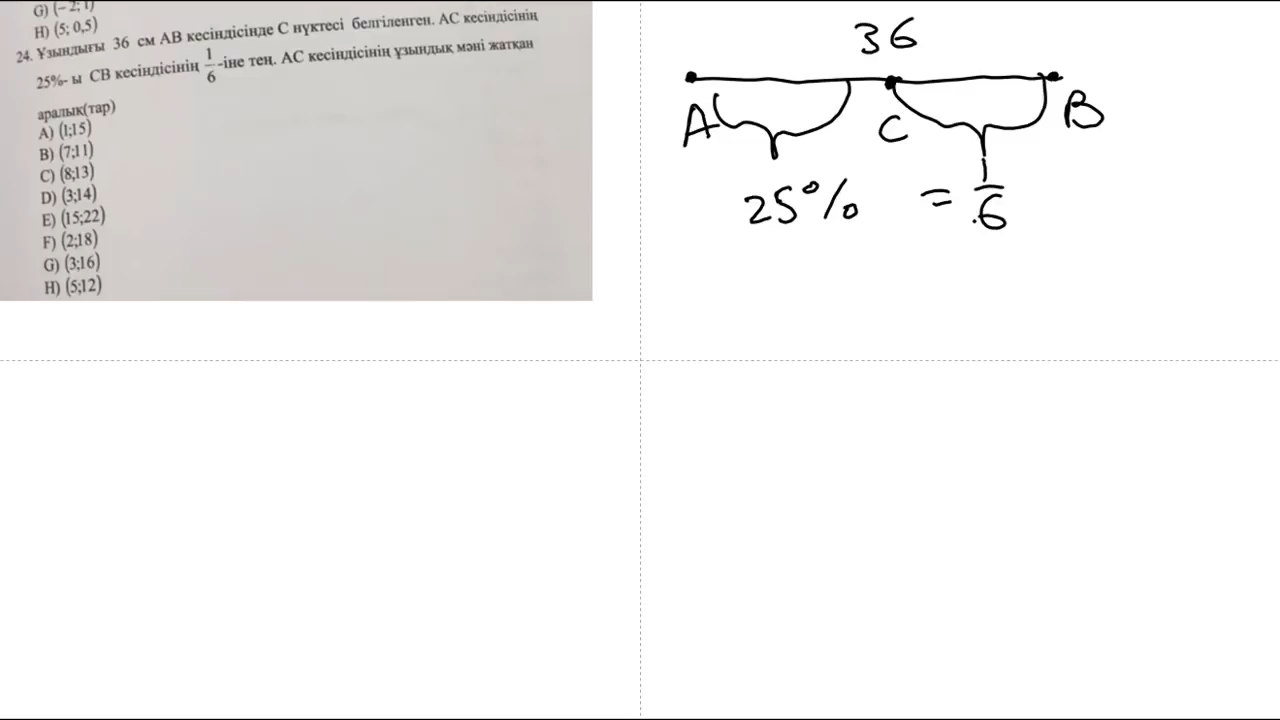 G) (– 2; 1)
H) (5; 0,5)
24. Ұзындығы 36 см АВ кесіндісінде С нүктесі белгіленген. АС кесіндісінің
25%- ы СВ кесіндісінің 1/6 -іне тең. АС кесіндісінің ұзындық мәні жатқан
аралық(тар)
A) (1;15)
B) (7;11)
C) (8;13)
D) (3;14)
E) (15;22)
F) (2;18)
G) (3;16)
H) (5;12)
36
A C B
25% = 1/6